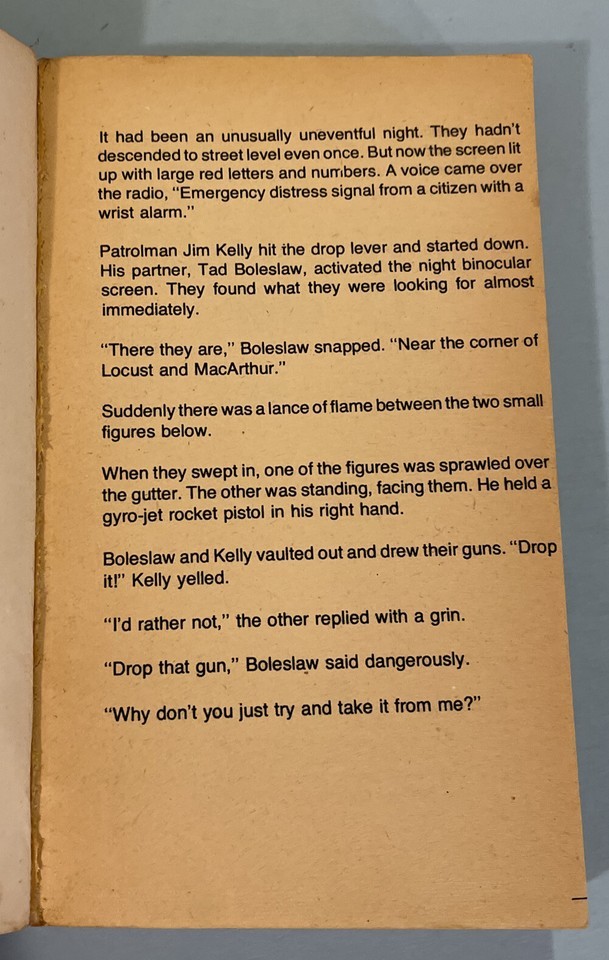 It had been an unusually uneventful night. They hadn't
descended to street level even once. But now the screen lit
up with large red letters and numbers. A voice came over
the radio, “Emergency distress signal from a citizen with a
wrist alarm.”
Patrolman Jim Kelly hit the drop lever and started down.
His partner, Tad Boleslaw, activated the night binocular
screen. They found what they were looking for almost
immediately.
“There they are,” Boleslaw snapped. “Near the corner of
Locust and MacArthur.”
Suddenly there was a lance of flame between the two small
figures below.
When they swept in, one of the figures was sprawled over
the gutter. The other was standing, facing them. He held a
gyro-jet rocket pistol in his right hand.
Boleslaw and Kelly vaulted out and drew their guns. “Drop
it!” Kelly yelled.
“I'd rather not,” the other replied with a grin.
“Drop that gun,” Boleslaw said dangerously.
“Why don't you just try and take it from me?”